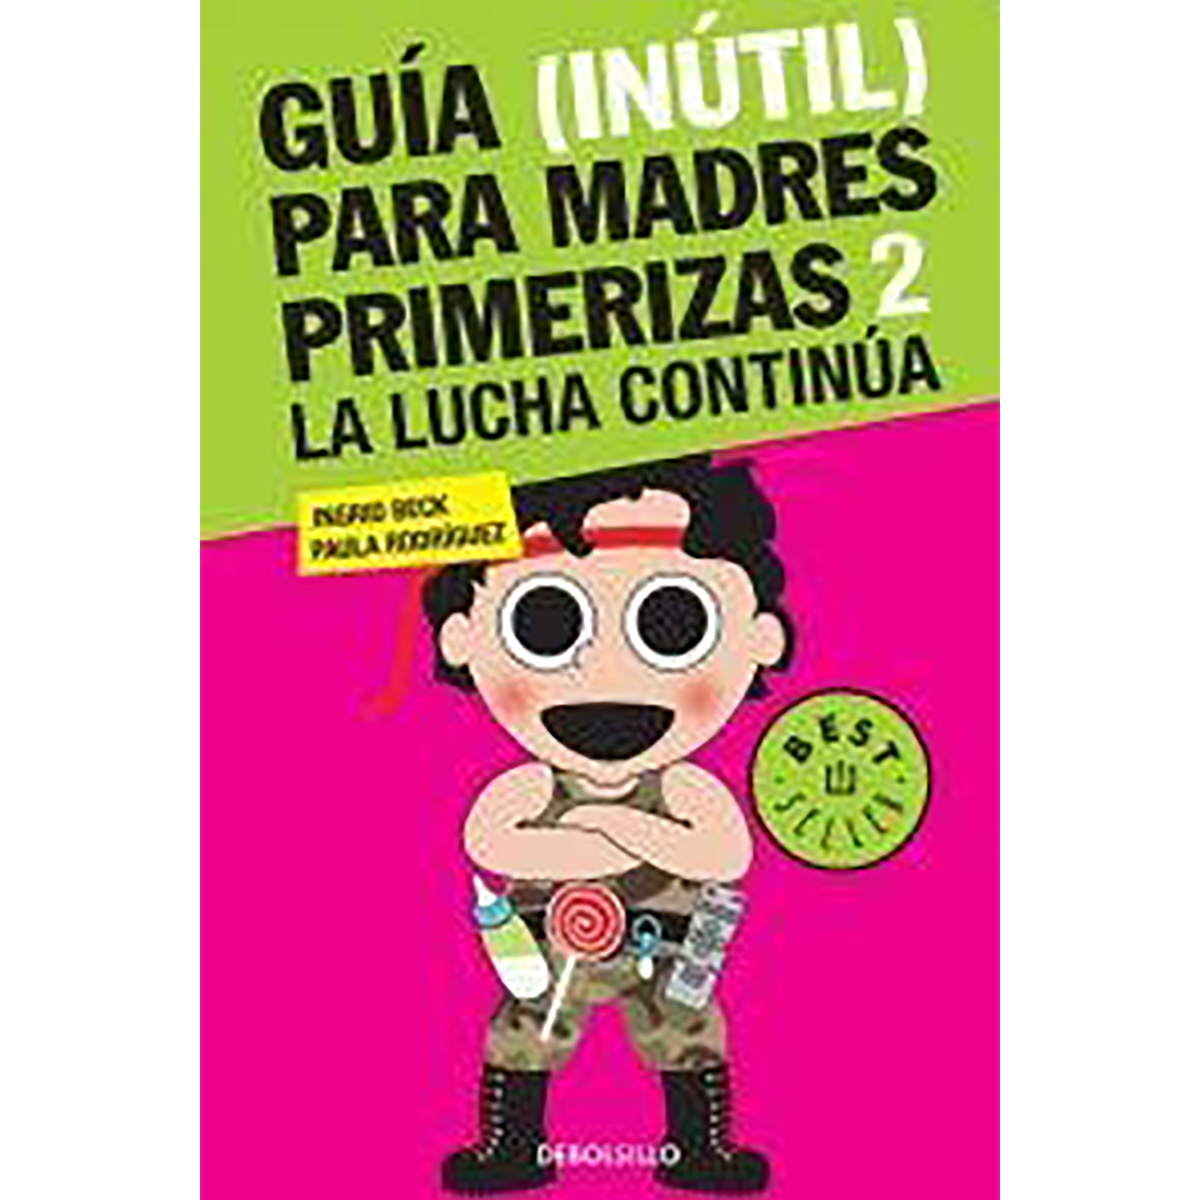 GUÍA (INÚTIL)
PARA MADRES
PRIMERIZAS 2
LA LUCHA CONTINÚA
INGRID BECK
PAULA RODRÍGUEZ
BEST
SELLER
DEBOLSILLO